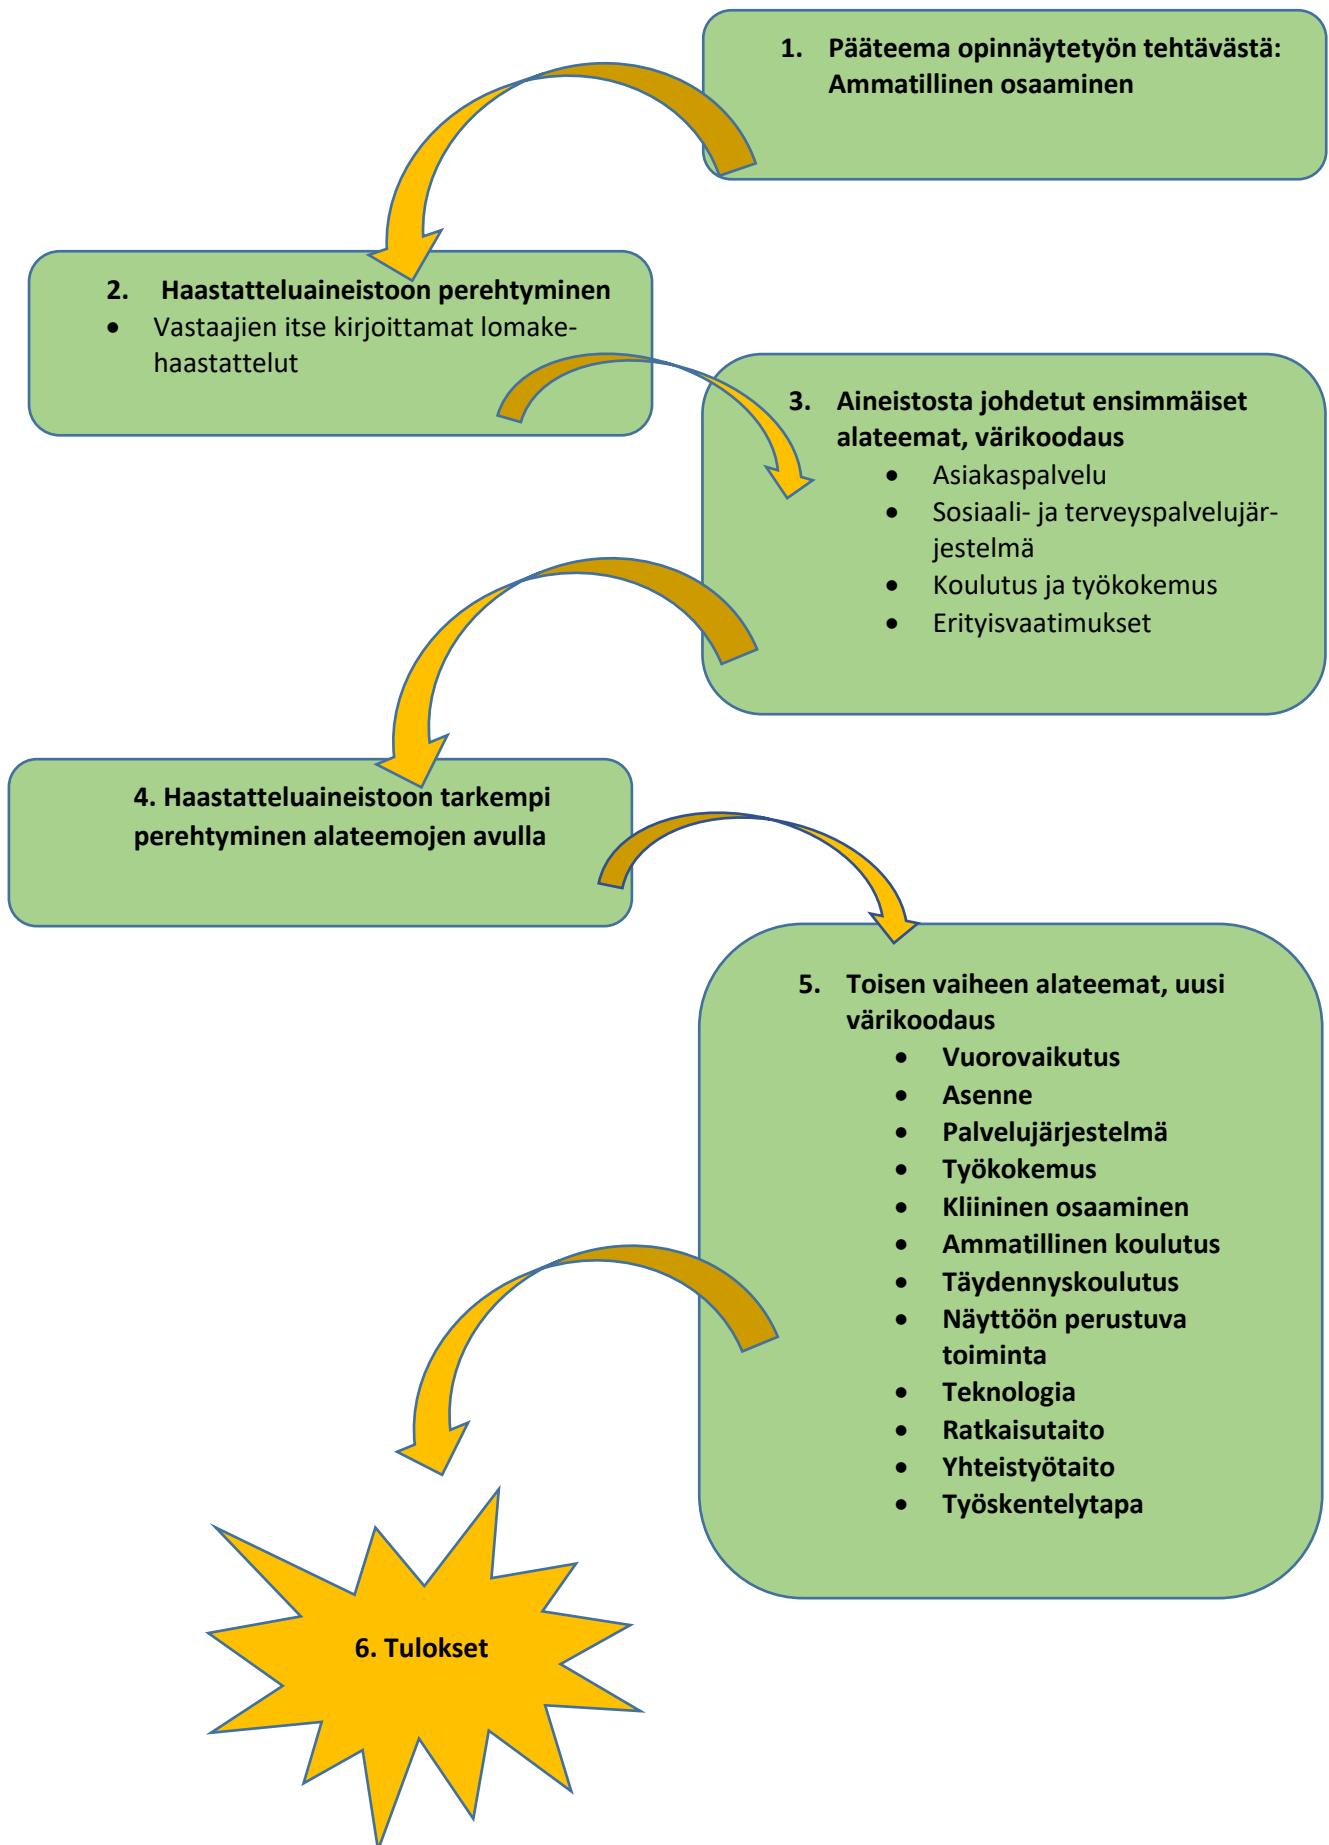 1. Pääteema opinnäytetyön tehtävästä:
Ammatillinen osaaminen
2. Haastatteluaineistoon perehtyminen
• Vastaajien itse kirjoittamat lomake-
haastattelut
3. Aineistosta johdetut ensimmäiset
alateemat, värikoodaus
• Asiakaspalvelu
• Sosiaali- ja terveyspalvelujär-
jestelmä
• Koulutus ja työkokemus
• Erityisvaatimukset
4. Haastatteluaineistoon tarkempi
perehtyminen alateemojen avulla
5. Toisen vaiheen alateemat, uusi
värikoodaus
• Vuorovaikutus
• Asenne
• Palvelujärjestelmä
• Työkokemus
• Kliininen osaaminen
• Ammatillinen koulutus
• Täydennyskoulutus
• Näyttöön perustuva
toiminta
• Teknologia
• Ratkaisutaito
• Yhteistyötaito
• Työskentelytapa
6. Tulokset